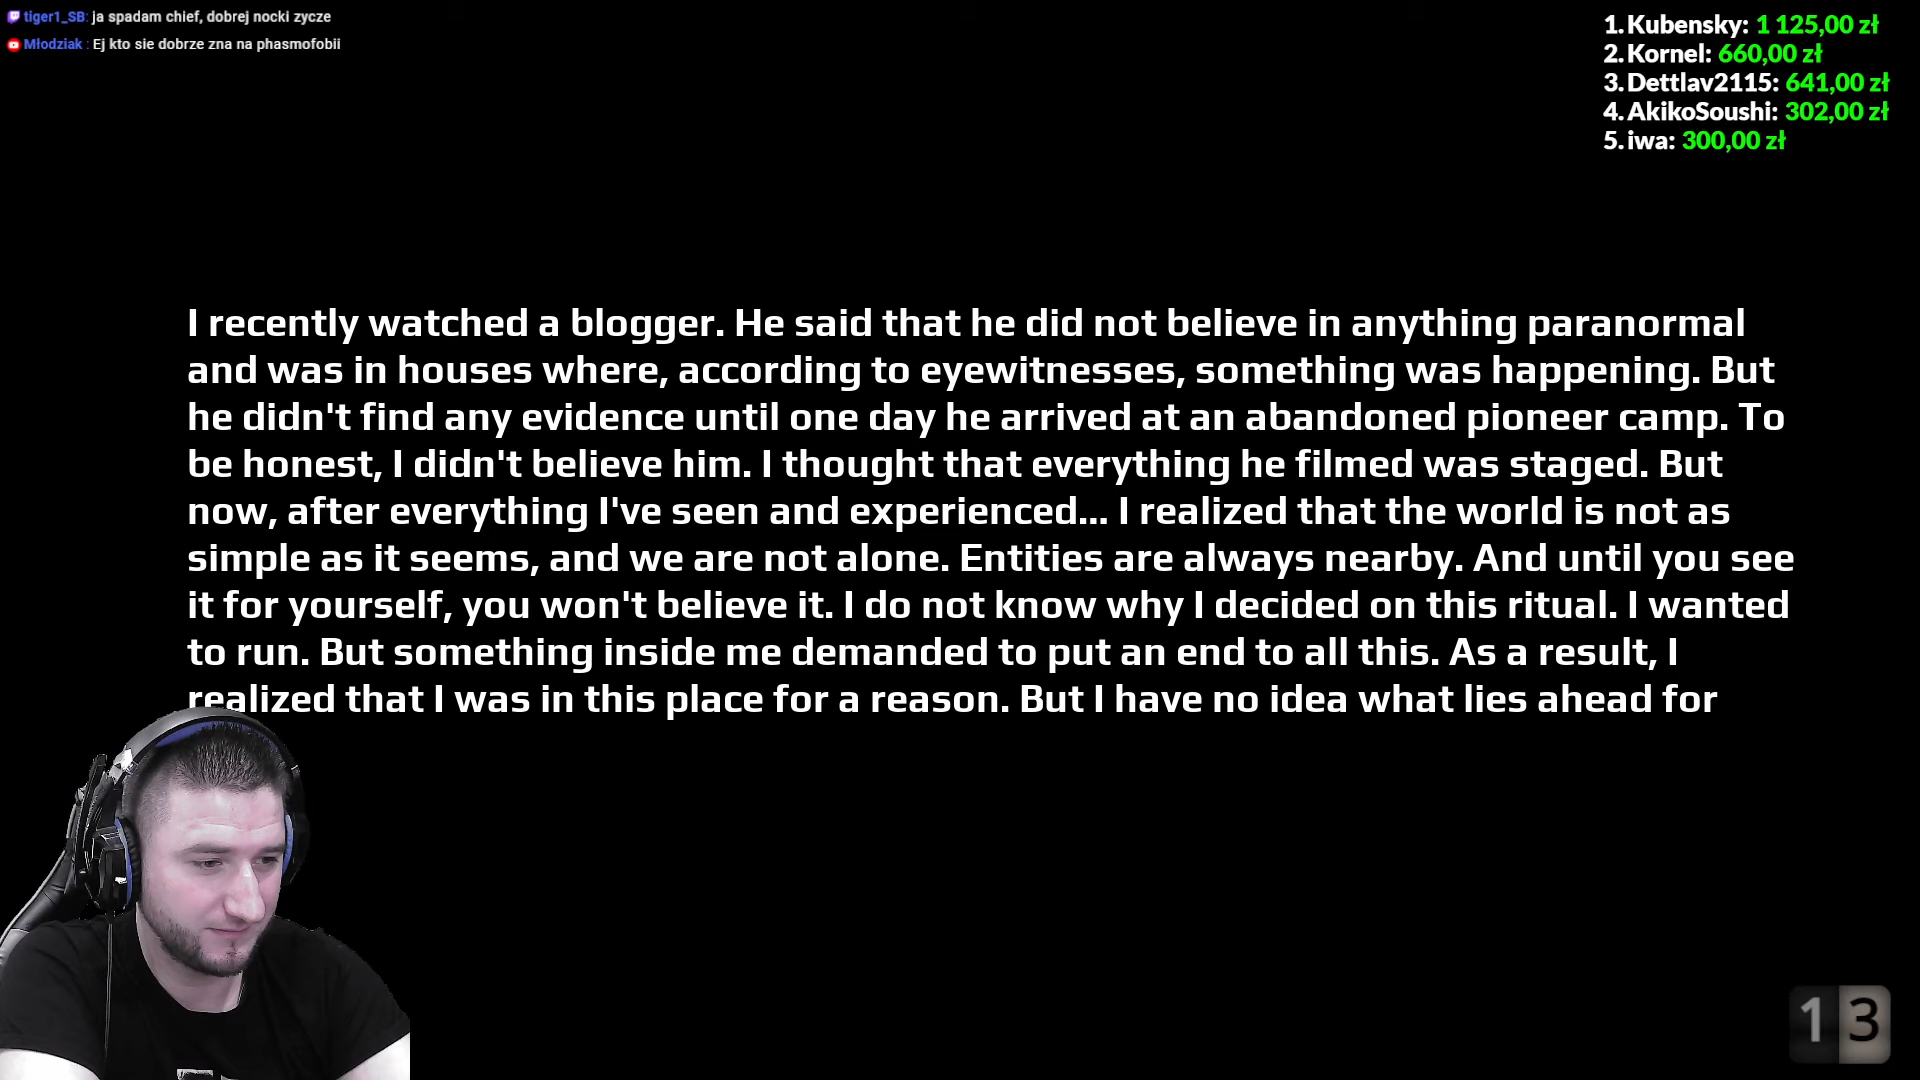 tiger1_SB: ja spadam chief, dobrej nocki zycze
Młodziak : Ej kto sie dobrze zna na phasmofobii
1. Kubensky: 1 125,00 zł
2. Kornel: 660,00 zł
3. Dettlav2115: 641,00 zł
4. AkikoSoushi: 302,00 zł
5. iwa: 300,00 zł
I recently watched a blogger. He said that he did not believe in anything paranormal
and was in houses where, according to eyewitnesses, something was happening. But
he didn't find any evidence until one day he arrived at an abandoned pioneer camp. To
be honest, I didn't believe him. I thought that everything he filmed was staged. But
now, after everything I've seen and experienced... I realized that the world is not as
simple as it seems, and we are not alone. Entities are always nearby. And until you see
it for yourself, you won't believe it. I do not know why I decided on this ritual. I wanted
to run. But something inside me demanded to put an end to all this. As a result, I
realized that I was in this place for a reason. But I have no idea what lies ahead for
13